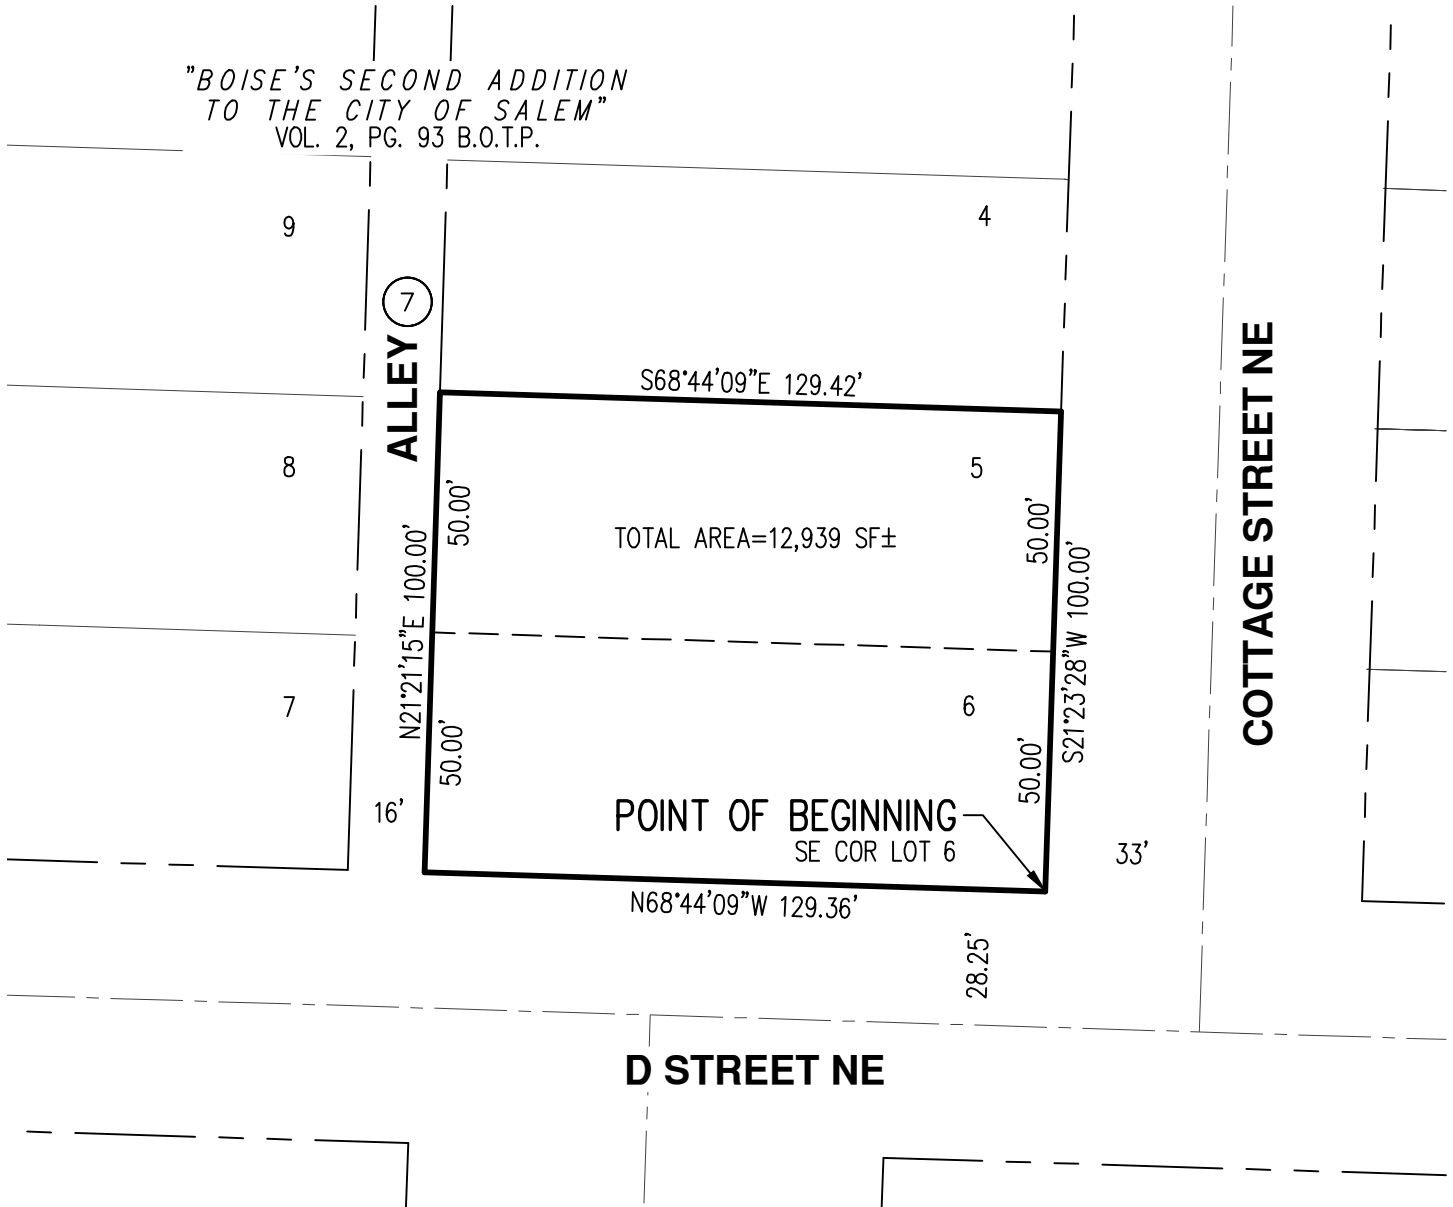 "BOISE'S SECOND ADDITION
TO THE CITY OF SALEM"
VOL. 2, PG. 93 B.O.T.P.
9
4
7
ALLEY
S68°44'09"E 129.42'
COTTAGE STREET NE
8
5
50.00'
50.00'
TOTAL AREA=12,939 SF±
N21°21'15"E 100.00'
S21°23'28"W 100.00'
7
6
50.00'
50.00'
16'
POINT OF BEGINNING
SE COR LOT 6
33'
N68°44'09"W 129.36'
28.25'
D STREET NE